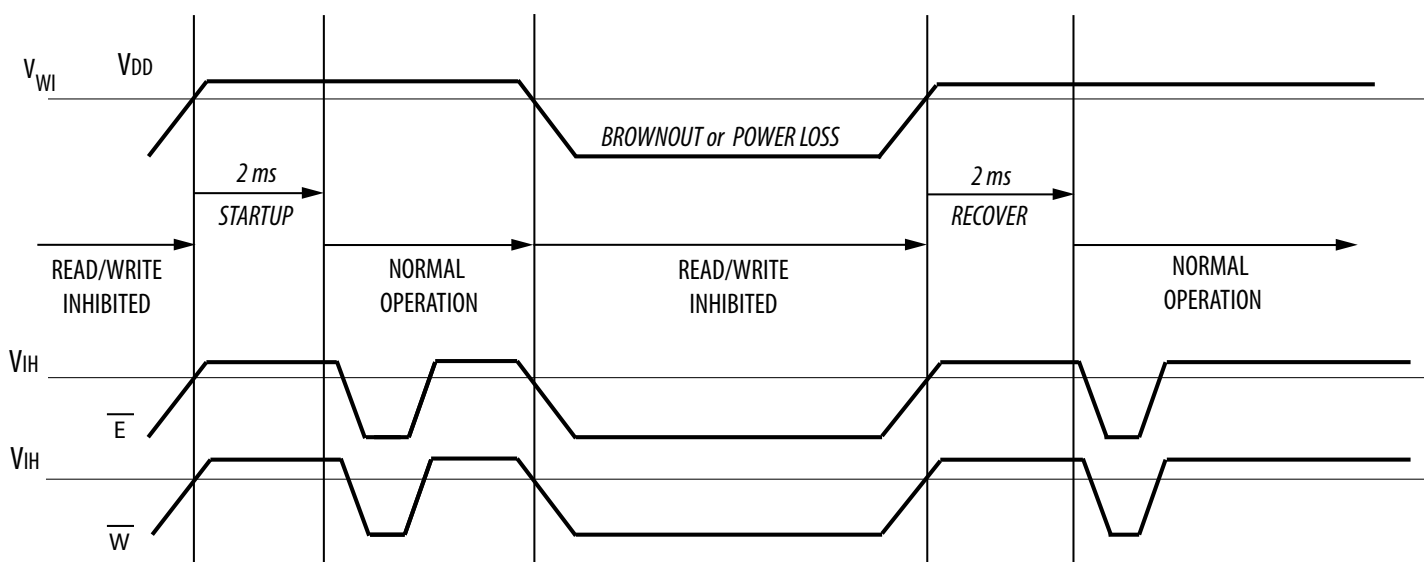 VWI VDD
BROWNOUT or POWER LOSS
2 ms
STARTUP
2 ms
RECOVER
READ/WRITE
INHIBITED
NORMAL
OPERATION
READ/WRITE
INHIBITED
NORMAL
OPERATION
VIH
E
VIH
W